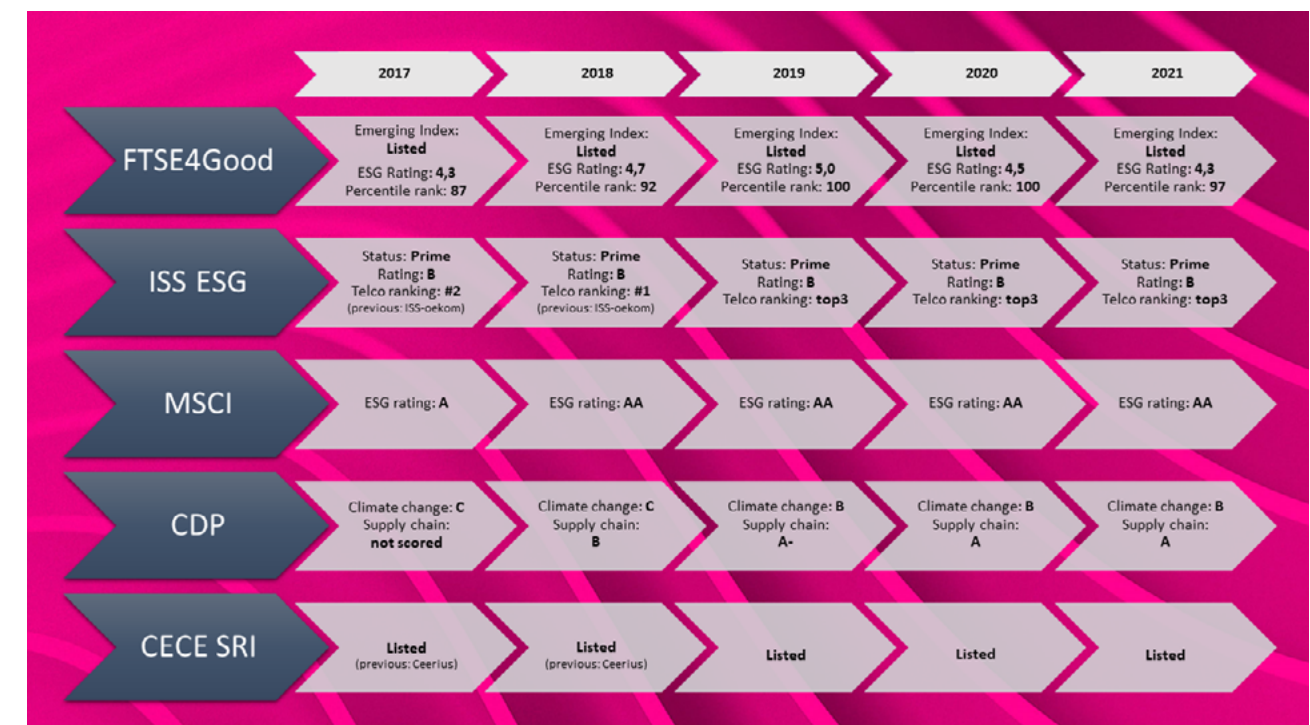 2017
2018
2019
2020
2021
FTSE4Good
Emerging Index:
Listed
ESG Rating: 4,3
Percentile rank: 87
Emerging Index:
Listed
ESG Rating: 4,7
Percentile rank: 92
Emerging Index:
Listed
ESG Rating: 5,0
Percentile rank: 100
Emerging Index:
Listed
ESG Rating: 4,5
Percentile rank: 100
Emerging Index:
Listed
ESG Rating: 4,3
Percentile rank: 97
ISS ESG
Status: Prime
Rating: B
Telco ranking: #2
(previous: ISS-oekom)
Status: Prime
Rating: B
Telco ranking: #1
(previous: ISS-oekom)
Status: Prime
Rating: B
Telco ranking: top3
Status: Prime
Rating: B
Telco ranking: top3
Status: Prime
Rating: B
Telco ranking: top3
MSCI
ESG rating: A
ESG rating: AA
ESG rating: AA
ESG rating: AA
ESG rating: AA
CDP
Climate change: C
Supply chain:
not scored
Climate change: C
Supply chain:
B
Climate change: B
Supply chain:
A-
Climate change: B
Supply chain:
A
Climate change: B
Supply chain:
A
CECE SRI
Listed
(previous: Ceerius)
Listed
(previous: Ceerius)
Listed
Listed
Listed